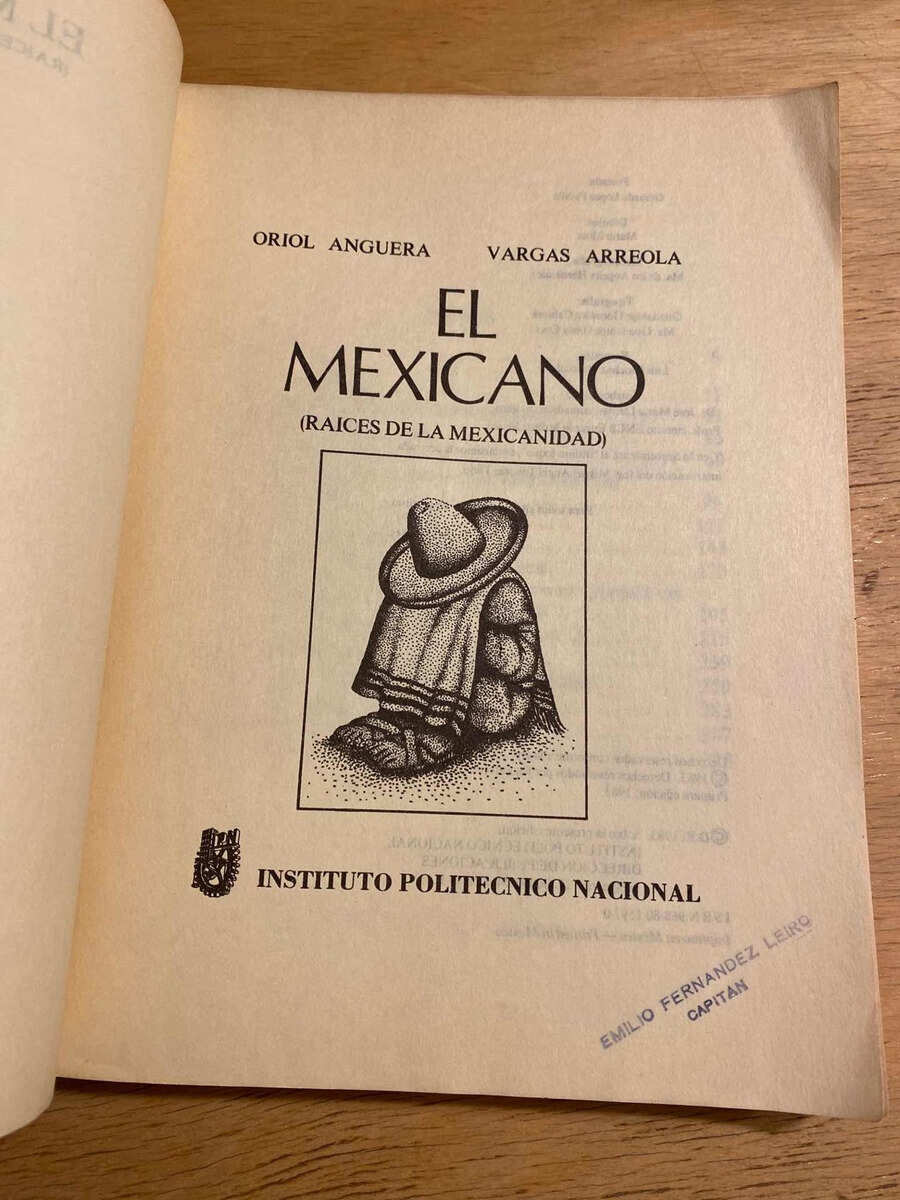 ORIOL ANGUERA VARGAS ARREOLA
EL
MEXICANO
(RAICES DE LA MEXICANIDAD)
INSTITUTO POLITECNICO NACIONAL
EMILIO FERNANDEZ LEIRO
CAPITAN